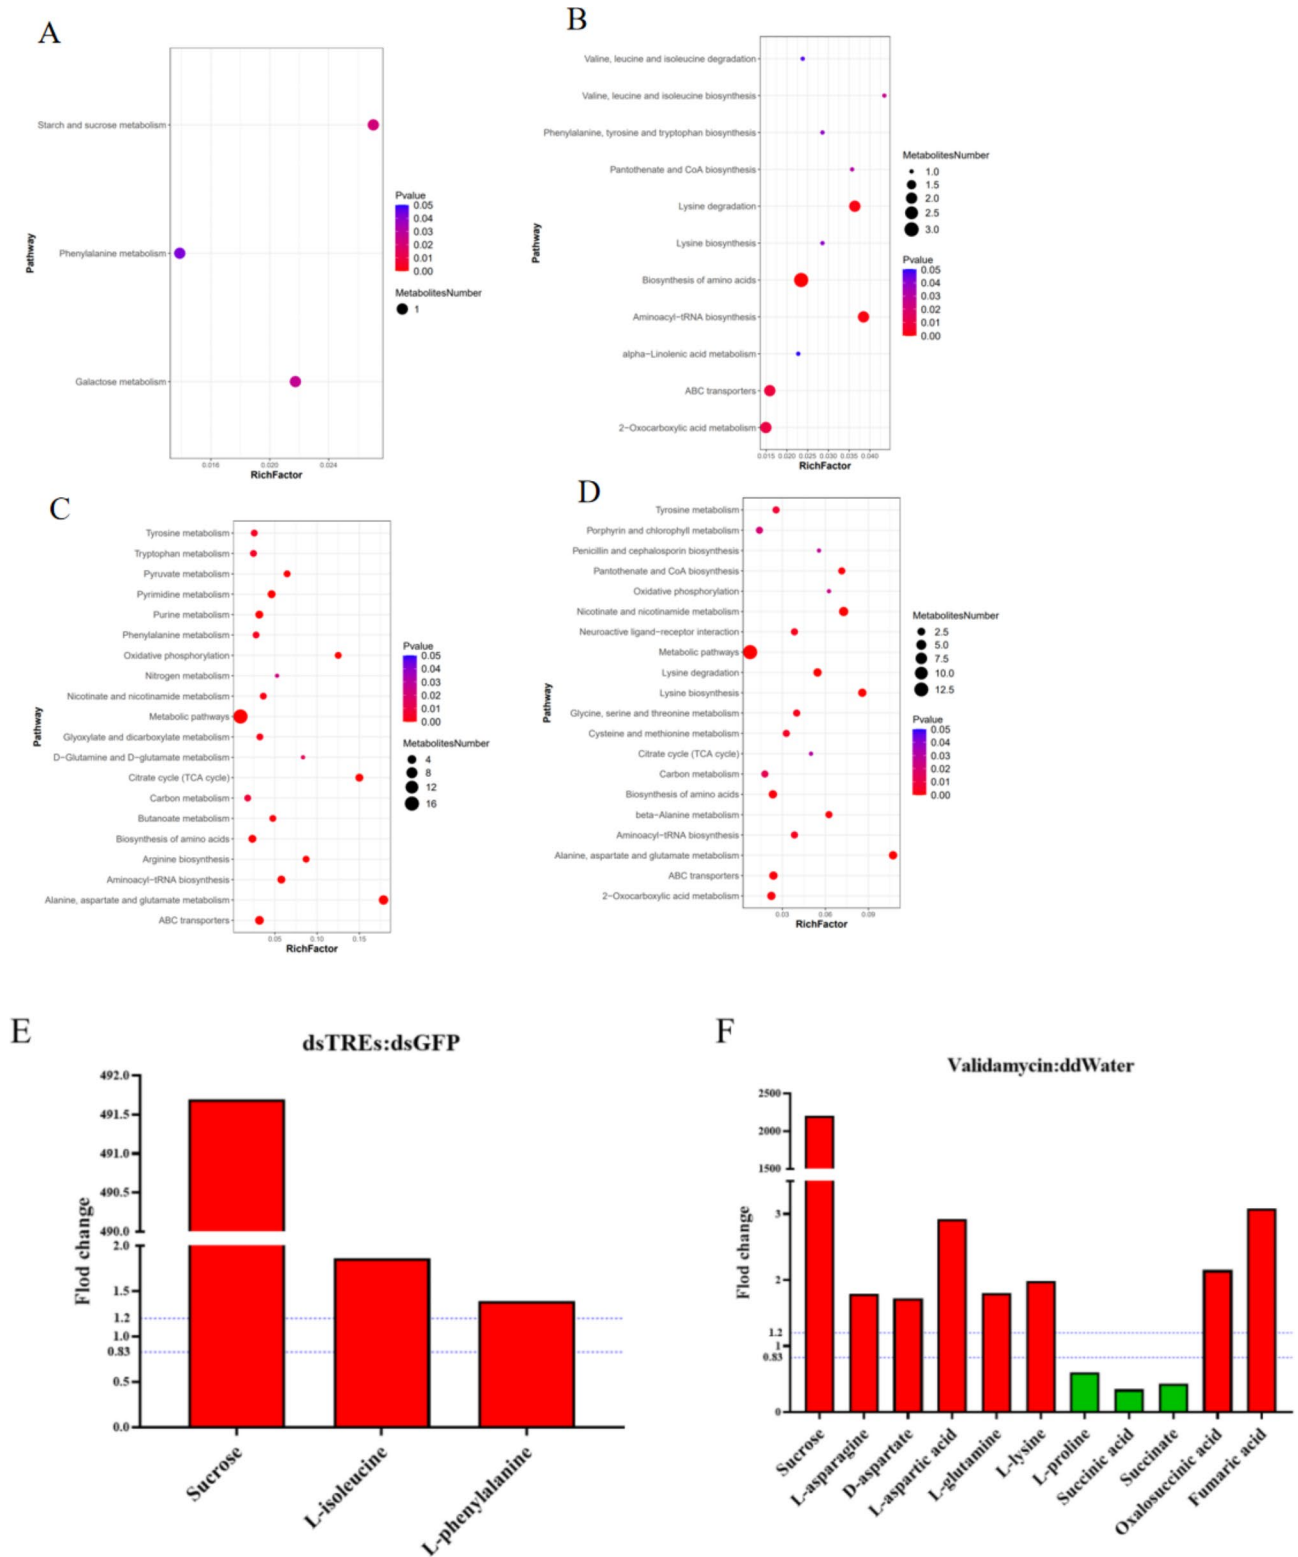 A
Starch and sucrose metabolism
Phenylalanine metabolism
Galactose metabolism
Pathway
0.016 0.020 0.024
RichFactor
Pvalue
0.05
0.04
0.03
0.02
0.01
0.00
MetabolitesNumber
1
B
Valine, leucine and isoleucine degradation
Valine, leucine and isoleucine biosynthesis
Phenylalanine, tyrosine and tryptophan biosynthesis
Pantothenate and CoA biosynthesis
Lysine degradation
Lysine biosynthesis
Biosynthesis of amino acids
Aminoacyl−tRNA biosynthesis
alpha−Linolenic acid metabolism
ABC transporters
2−Oxocarboxylic acid metabolism
Pathway
0.015 0.020 0.025 0.030 0.035 0.040
RichFactor
MetabolitesNumber
1.0
1.5
2.0
2.5
3.0
Pvalue
0.05
0.04
0.03
0.02
0.01
0.00
C
Tyrosine metabolism
Tryptophan metabolism
Pyruvate metabolism
Pyrimidine metabolism
Purine metabolism
Phenylalanine metabolism
Oxidative phosphorylation
Nitrogen metabolism
Nicotinate and nicotinamide metabolism
Metabolic pathways
Glyoxylate and dicarboxylate metabolism
D−Glutamine and D−glutamate metabolism
Citrate cycle (TCA cycle)
Carbon metabolism
Butanoate metabolism
Biosynthesis of amino acids
Arginine biosynthesis
Aminoacyl−tRNA biosynthesis
Alanine, aspartate and glutamate metabolism
ABC transporters
Pathway
0.05 0.10 0.15
RichFactor
Pvalue
0.05
0.04
0.03
0.02
0.01
0.00
MetabolitesNumber
4
8
12
16
D
Tyrosine metabolism
Porphyrin and chlorophyll metabolism
Penicillin and cephalosporin biosynthesis
Pantothenate and CoA biosynthesis
Oxidative phosphorylation
Nicotinate and nicotinamide metabolism
Neuroactive ligand−receptor interaction
Metabolic pathways
Lysine degradation
Lysine biosynthesis
Glycine, serine and threonine metabolism
Cysteine and methionine metabolism
Citrate cycle (TCA cycle)
Carbon metabolism
Biosynthesis of amino acids
beta−Alanine metabolism
Aminoacyl−tRNA biosynthesis
Alanine, aspartate and glutamate metabolism
ABC transporters
2−Oxocarboxylic acid metabolism
Pathway
0.03 0.06 0.09
RichFactor
MetabolitesNumber
2.5
5.0
7.5
10.0
12.5
Pvalue
0.05
0.04
0.03
0.02
0.01
0.00
E
dsTREs:dsGFP
Flod change
492.0
491.5
491.0
490.5
490.0
2.0
1.5
1.2
1.0
0.83
0.5
0.0
Sucrose
L-isoleucine
L-phenylalanine
F
Validamycin:ddWater
Flod change
2500
2000
1500
3
2
1.2
1
0.83
0
Sucrose
L-asparagine
D-aspartate
L-aspartic acid
L-glutamine
L-lysine
L-proline
Succinic acid
Succinate
Oxalosuccinic acid
Fumaric acid